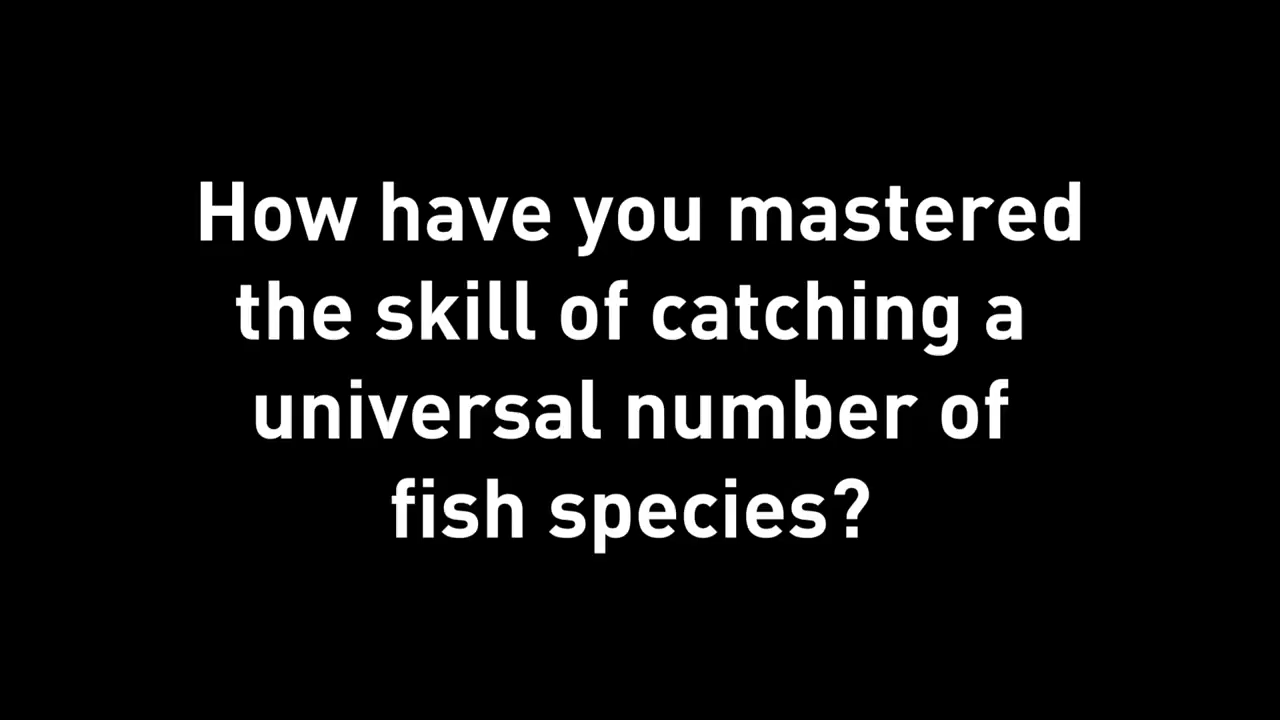 How have you mastered
the skill of catching a
universal number of
fish species?